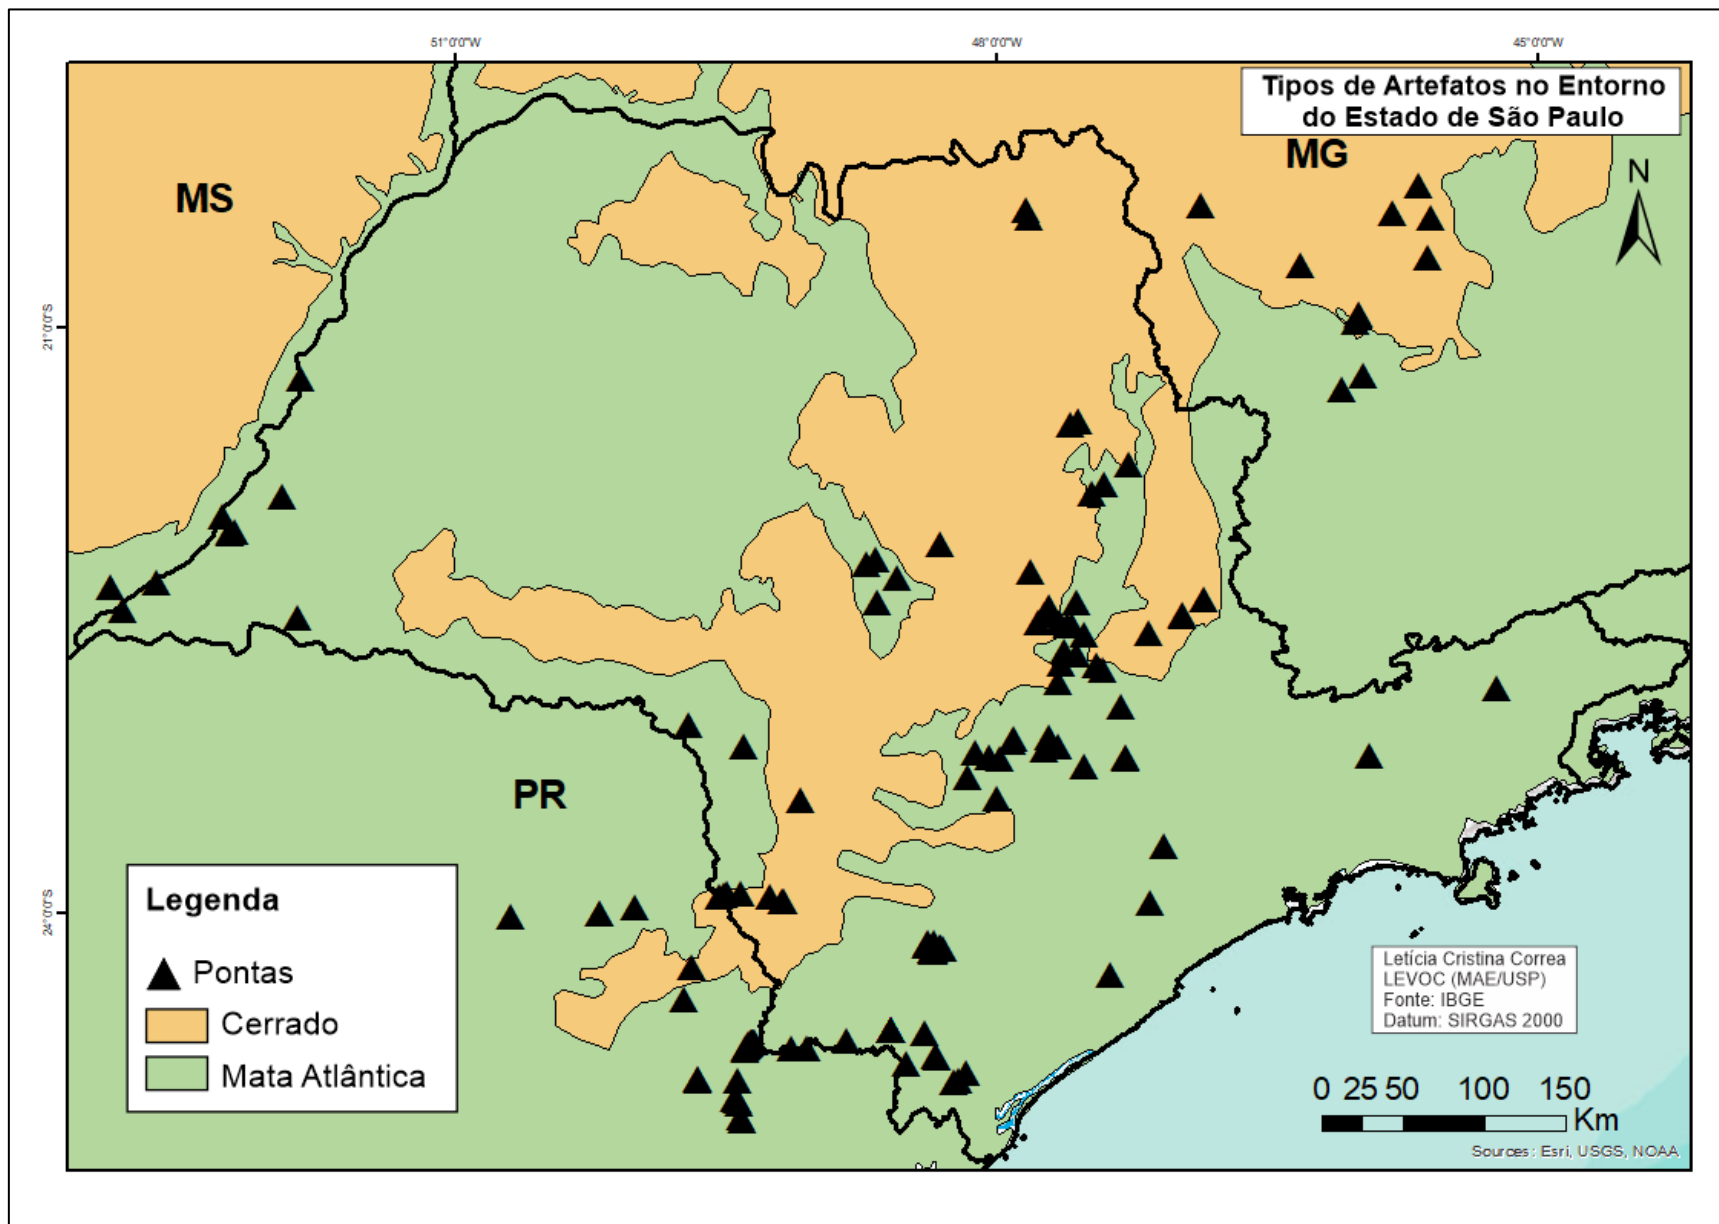 51°0'0"W
48°0'0"W
45°0'0"W
Tipos de Artefatos no Entorno
do Estado de São Paulo
MG
MS
N
21°0'0"S
PR
24°0'0"S
Legenda
Pontas
Cerrado
Mata Atlântica
Letícia Cristina Correa
LEVOC (MAE/USP)
Fonte: IBGE
Datum: SIRGAS 2000
0 25 50 100 150
Km
Sources: Esri, USGS, NOAA